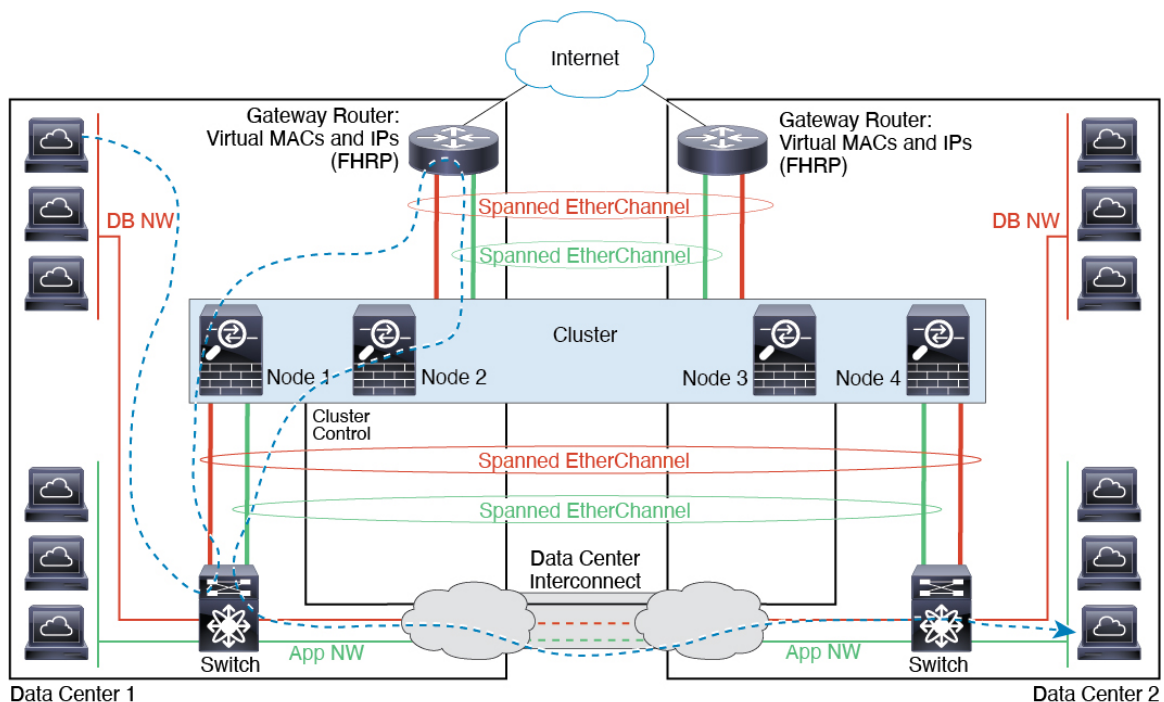 Internet
Gateway Router:
Virtual MACs and IPs
(FHRP)
Gateway Router:
Virtual MACs and IPs
(FHRP)
Spanned EtherChannel
DB NW
DB NW
Spanned EtherChannel
Cluster
Node 1
Node 2
Node 3
Node 4
Cluster
Control
Spanned EtherChannel
Spanned EtherChannel
Data Center
Interconnect
App NW
App NW
Switch
Switch
Data Center 1
Data Center 2